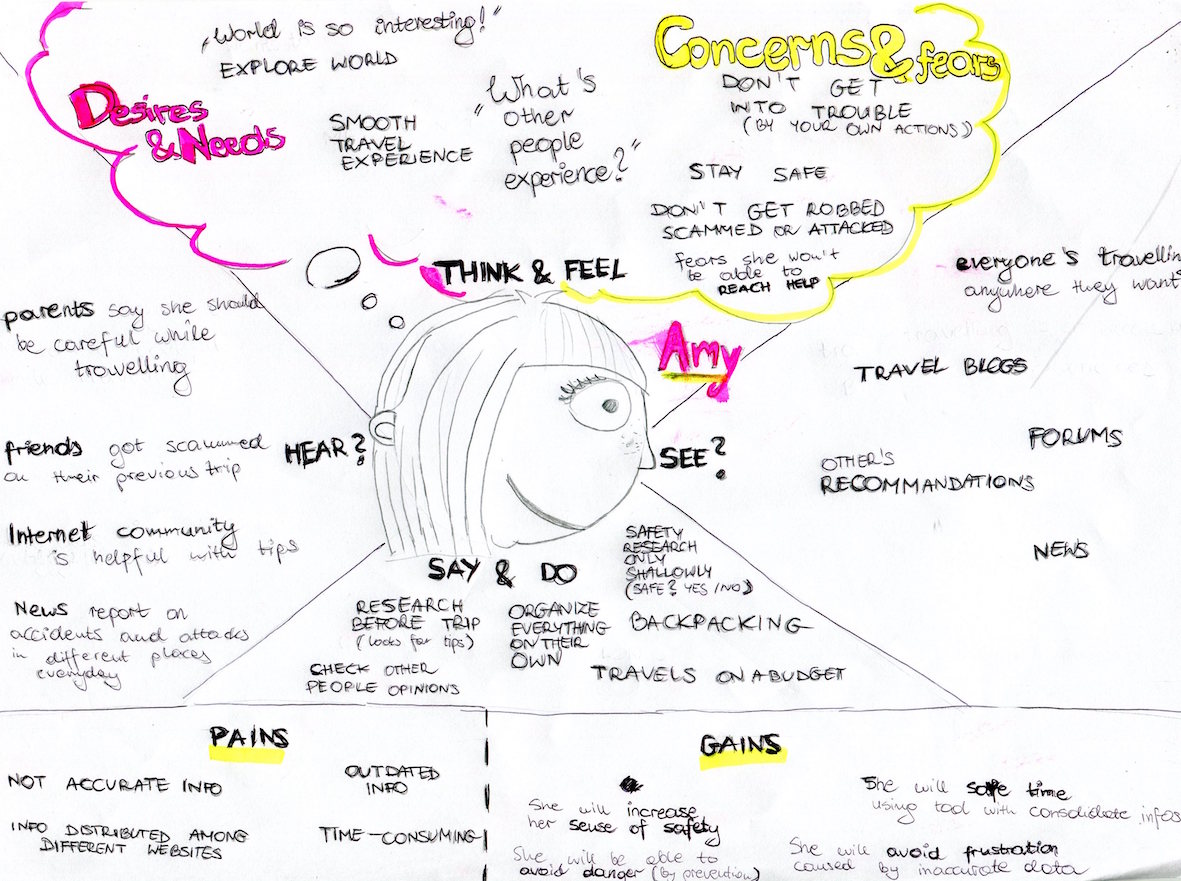 „World is so interesting!"
EXPLORE WORLD
Desires
& Needs
SMOOTH
TRAVEL
EXPERIENCE
"What's
other
people
experience?"
Concerns &
fears
DON'T GET
INTO TROUBLE
(BY YOUR OWN ACTIONS)
STAY SAFE
DON'T GET ROBBED
SCAMMED OR ATTACKED
fears she won't
be able to
REACH HELP
THINK & FEEL
Amy
parents say she should
be careful while
trowelling
friends got scammed
on their previous trip
Internet community
is helpful with tips
News report on
accidents and attacks
in different places
everyday
HEAR?
SEE?
everyone's travellin
anywhere they want
TRAVEL BLOGS
FORUMS
OTHER'S
RECOMMANDATIONS
NEWS
SAY & DO
RESEARCH
BEFORE TRIP
(looks for tips)
CHECK OTHER
PEOPLE OPINIONS
ORGANIZE
EVERYTHING
ON THEIR
OWN
SAFETY
RESEARCH
ONLY
SHALLOWLY
(SAFE? YES/NO)
BACKPACKING
TRAVELS ON A BUDGET
PAINS
NOT ACCURATE INFO
OUTDATED
INFO
INFO DISTRIBUTED AMONG
DIFFERENT WEBSITES
TIME-CONSUMING
GAINS
She will increase
her sense of safety
She will be able to
avoid danger (by prevention)
She will safe time
using tool with consolidate infos
She will avoid frustration
caused by inaccurate data